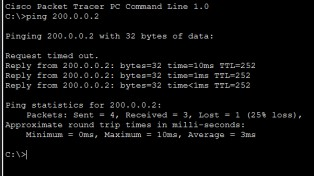 Cisco Packet Tracer PC Command Line 1.0
C:\>ping 200.0.0.2
Pinging 200.0.0.2 with 32 bytes of data:
Request timed out.
Reply from 200.0.0.2: bytes=32 time=10ms TTL=252
Reply from 200.0.0.2: bytes=32 time=1ms TTL=252
Reply from 200.0.0.2: bytes=32 time<1ms TTL=252
Ping statistics for 200.0.0.2:
Packets: Sent = 4, Received = 3, Lost = 1 (25% loss),
Approximate round trip times in milli-seconds:
Minimum = 0ms, Maximum = 10ms, Average = 3ms
C:\>